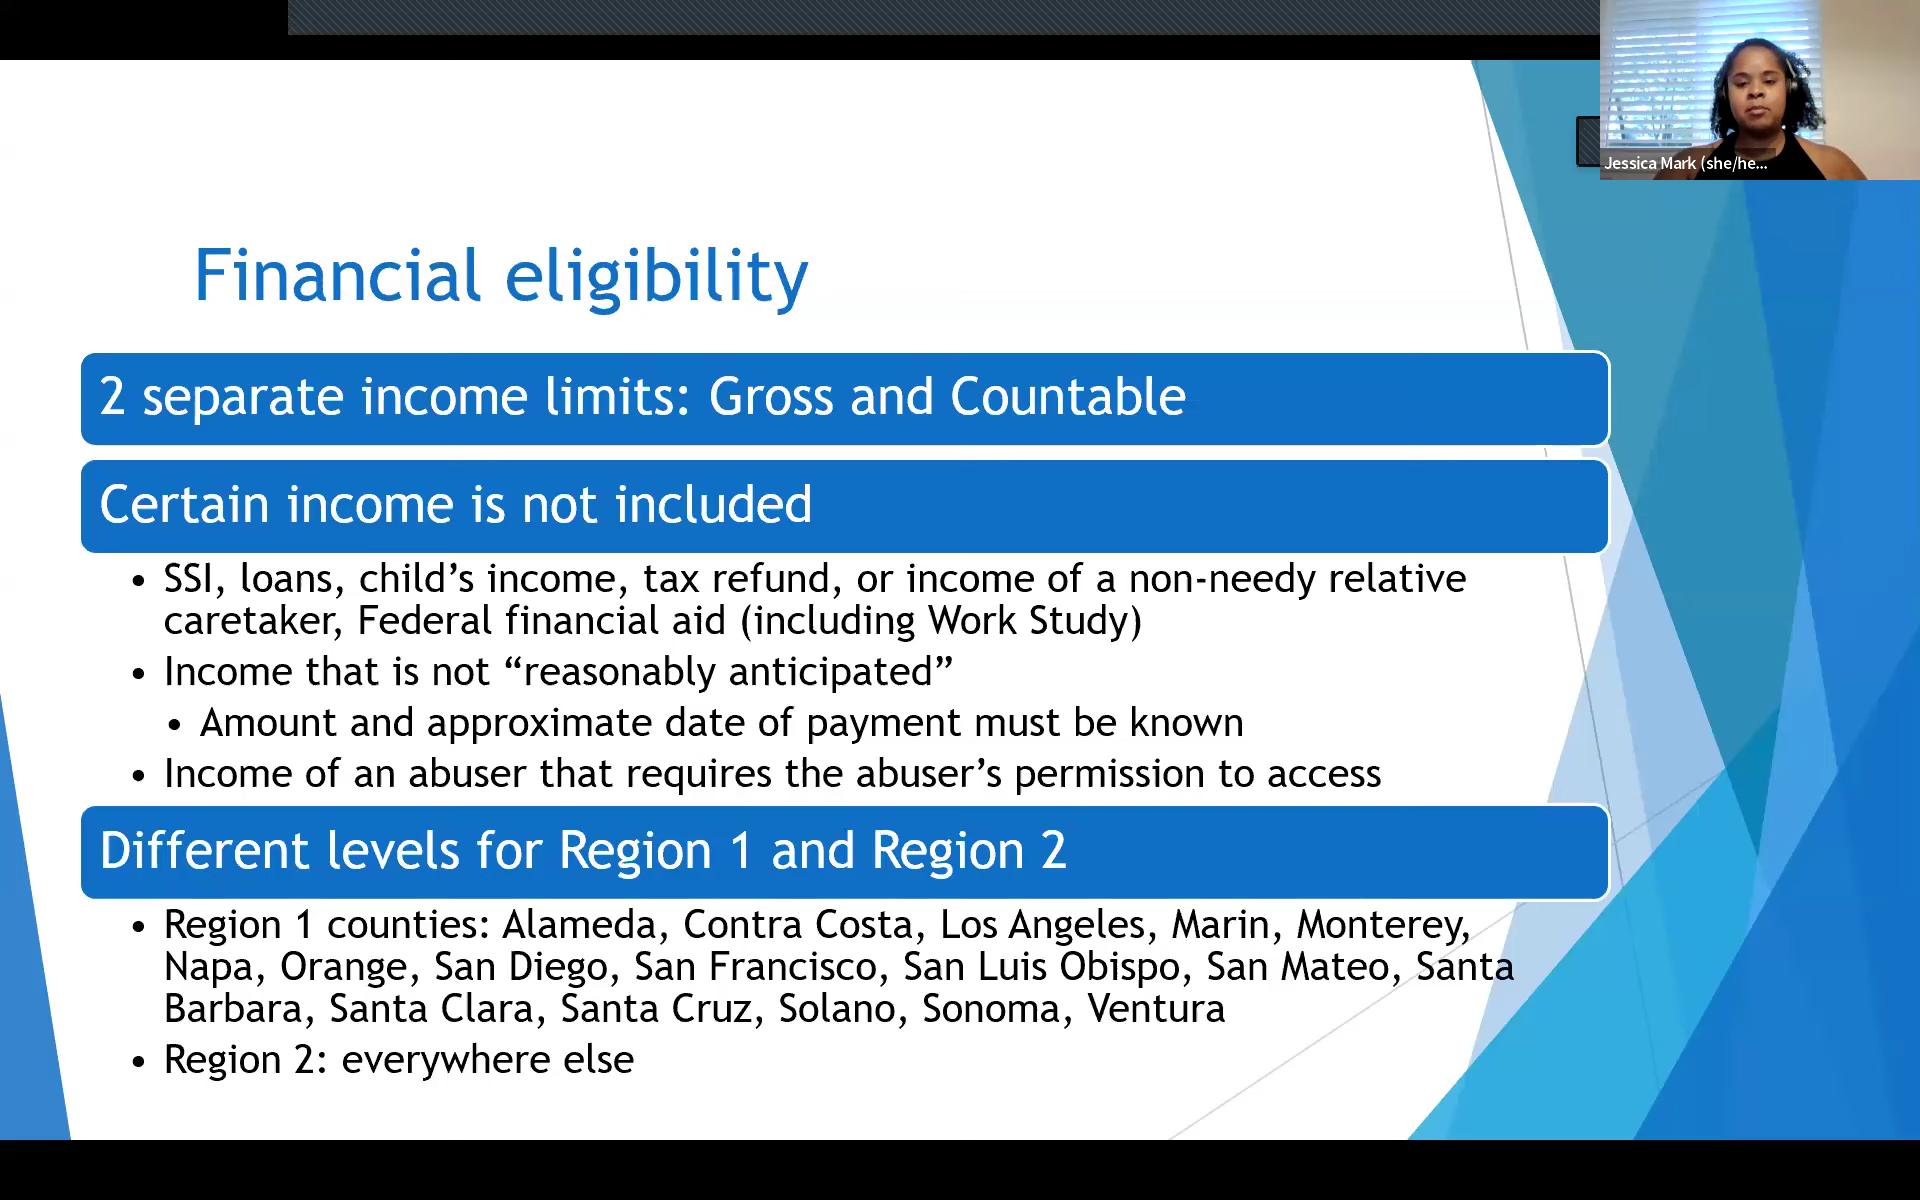 Jessica Mark (she/he...
Financial eligibility
2 separate income limits: Gross and Countable
Certain income is not included
• SSI, loans, child’s income, tax refund, or income of a non-needy relative
caretaker, Federal financial aid (including Work Study)
• Income that is not “reasonably anticipated”
• Amount and approximate date of payment must be known
• Income of an abuser that requires the abuser’s permission to access
Different levels for Region 1 and Region 2
• Region 1 counties: Alameda, Contra Costa, Los Angeles, Marin, Monterey,
Napa, Orange, San Diego, San Francisco, San Luis Obispo, San Mateo, Santa
Barbara, Santa Clara, Santa Cruz, Solano, Sonoma, Ventura
• Region 2: everywhere else